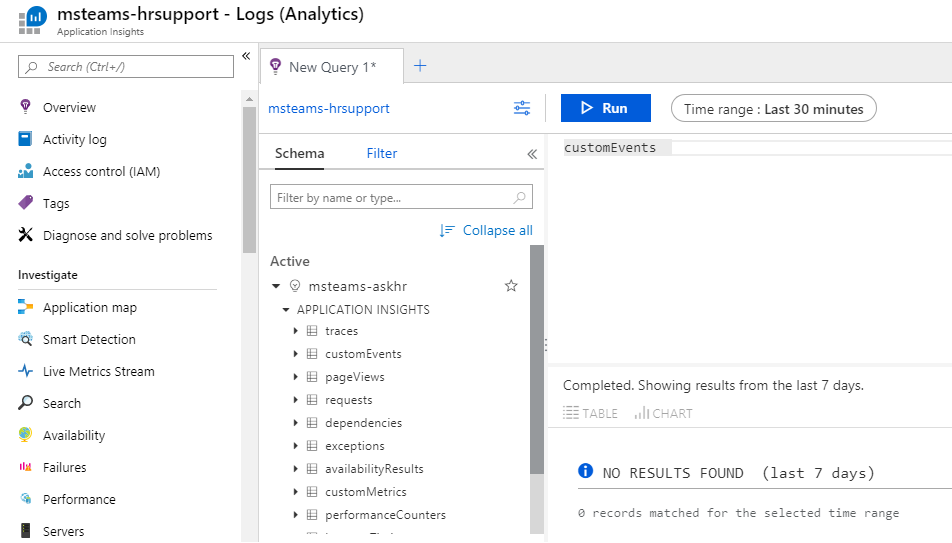 msteams-hrsupport - Logs (Analytics)
Application Insights
Search (Ctrl+/)
Overview
Activity log
Access control (IAM)
Tags
Diagnose and solve problems
Investigate
Application map
Smart Detection
Live Metrics Stream
Search
Availability
Failures
Performance
Servers
New Query 1*
msteams-hrsupport
Run
Time range : Last 30 minutes
Schema
Filter
Filter by name or type...
Collapse all
Active
msteams-askhr
APPLICATION INSIGHTS
traces
customEvents
pageViews
requests
dependencies
exceptions
availabilityResults
customMetrics
performanceCounters
customEvents
Completed. Showing results from the last 7 days.
TABLE CHART
NO RESULTS FOUND (last 7 days)
0 records matched for the selected time range